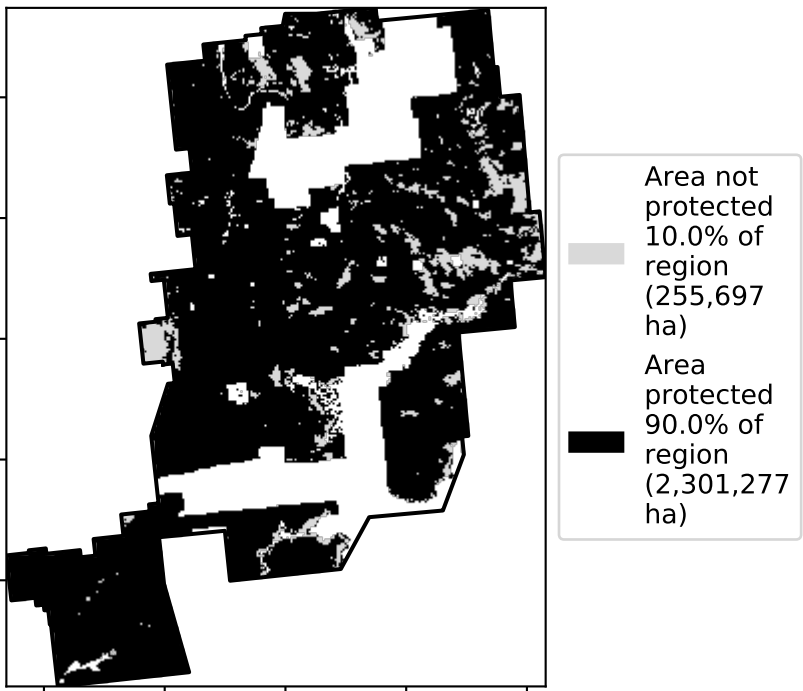 Area not
protected
10.0% of
region
(255,697
ha)
Area
protected
90.0% of
region
(2,301,277
ha)